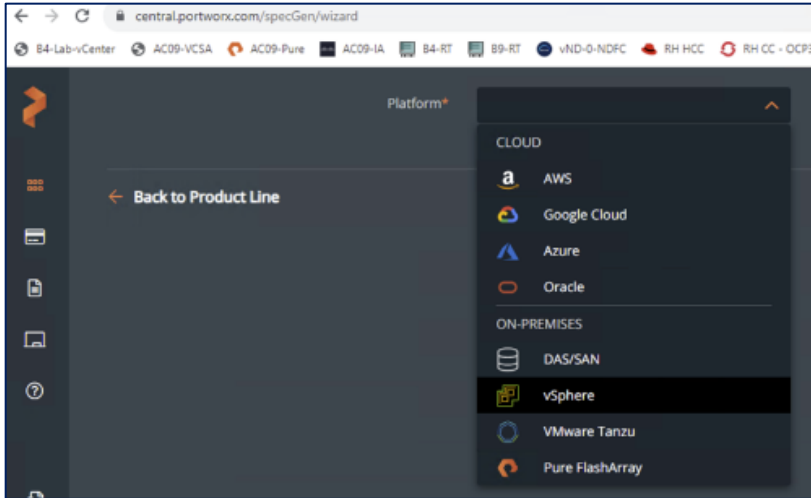 central.portworx.com/specGen/wizard
B4-Lab-vCenter AC09-VCSA AC09-Pure AC09-IA B4-RT B9-RT vND-0-NDFC RH HCC RH CC - OCP3
Platform*
CLOUD
AWS
Google Cloud
← Back to Product Line
Azure
Oracle
ON-PREMISES
DAS/SAN
vSphere
VMware Tanzu
Pure FlashArray